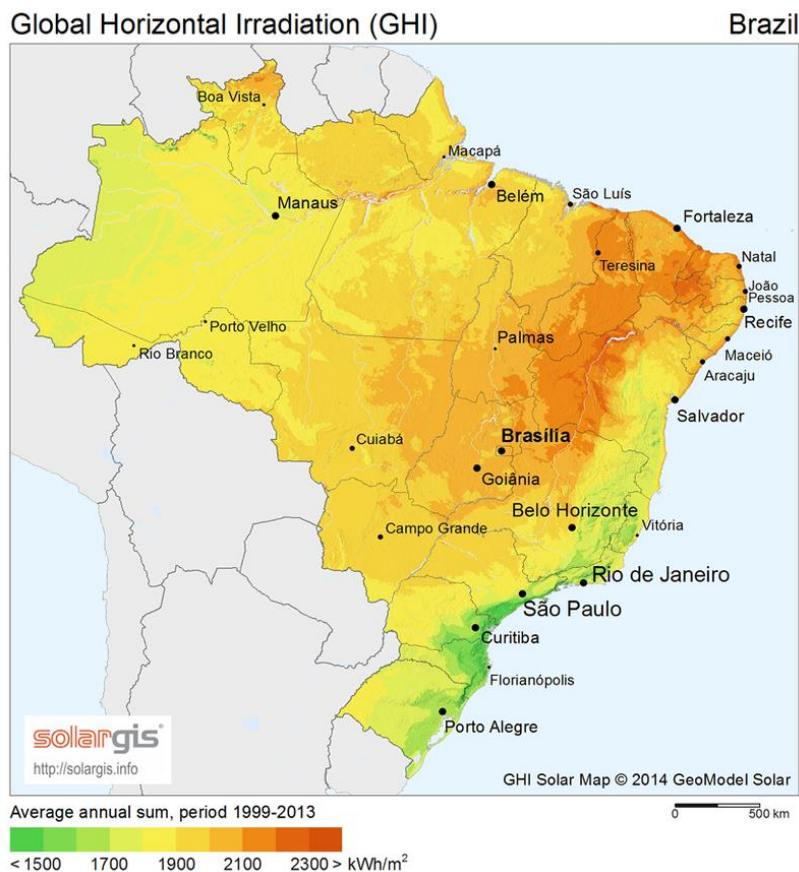 Global Horizontal Irradiation (GHI)
Brazil
Boa Vista
Macapá
Belém
São Luís
Manaus
Fortaleza
Teresina
Natal
João
Pessoa
Recife
Porto Velho
Palmas
Rio Branco
Maceió
Aracaju
Salvador
Brasília
Cuiabá
Goiânia
Belo Horizonte
Campo Grande
Vitória
Rio de Janeiro
São Paulo
Curitiba
Florianópolis
Porto Alegre
solargis
http://solargis.info
GHI Solar Map © 2014 GeoModel Solar
Average annual sum, period 1999-2013
0 500 km
< 1500 1700 1900 2100 2300 > kWh/m²